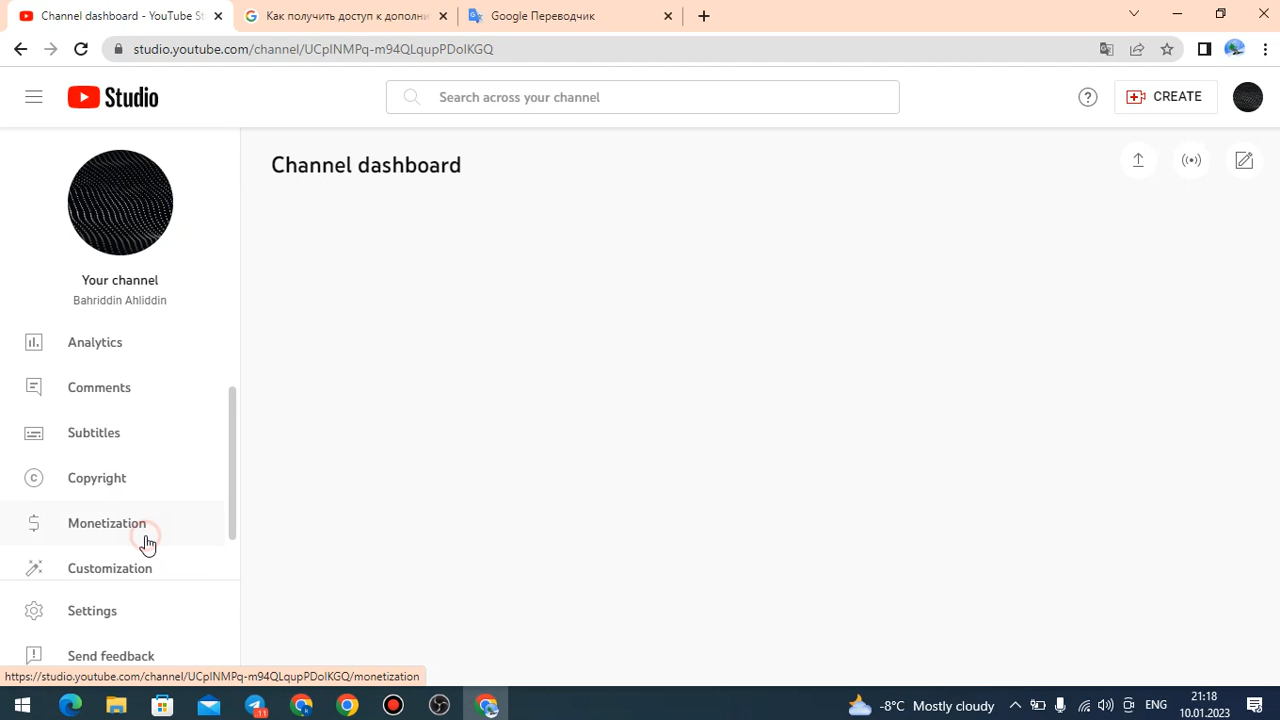 Channel dashboard - YouTube St
Как получить доступ к дополни
Google Переводчик
studio.youtube.com/channel/UCpINMPq-m94QLqupPDoIKGQ
Studio
Search across your channel
CREATE
Channel dashboard
Your channel
Bahriddin Ahliddin
Analytics
Comments
Subtitles
Copyright
Monetization
Customization
Settings
Send feedback
https://studio.youtube.com/channel/UCpINMPq-m94QLqupPDoIKGQ/monetization
11
-8°C Mostly cloudy
ENG
21:18
10.01.2023